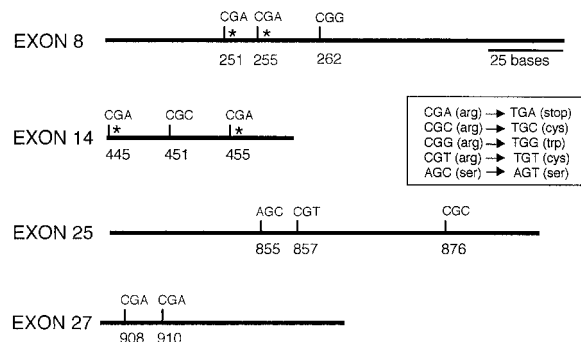 CGA CGA CGG
EXON 8
* *
251 255 262
25 bases
CGA CGC CGA
EXON 14
* *
445 451 455
CGA (arg) → TGA (stop)
CGC (arg) → TGC (cys)
CGG (arg) → TGG (trp)
CGT (arg) → TGT (cys)
AGC (ser) → AGT (ser)
AGC CGT CGC
EXON 25
855 857 876
CGA CGA
EXON 27
908 910